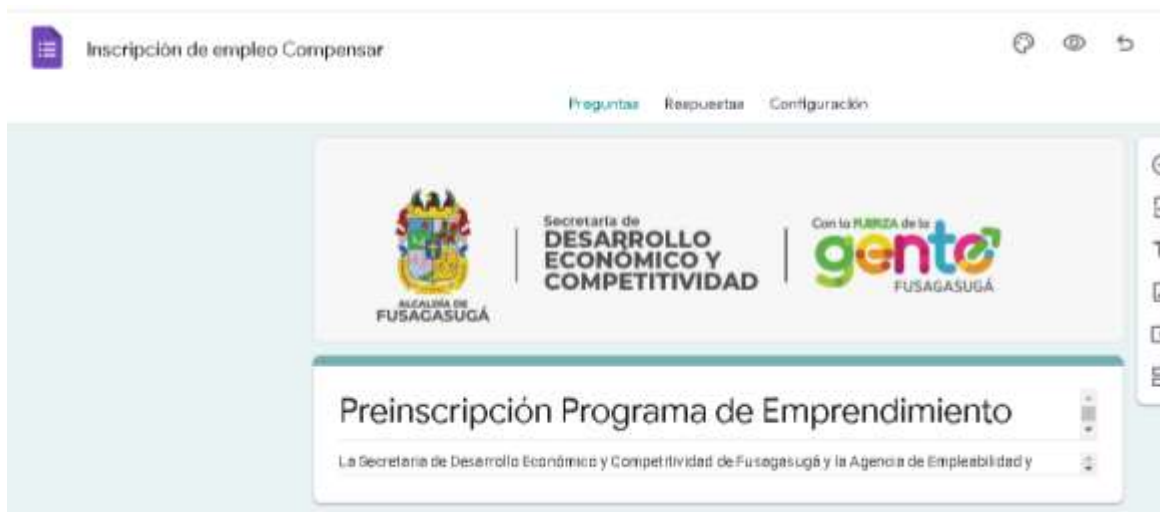 Inscripción de empleo Compensar
Preguntas Respuestas Configuración
ALCALDÍA DE
FUSAGASUGÁ
Secretaría de
DESARROLLO
ECONÓMICO Y
COMPETITIVIDAD
Con la FUERZA de la
gente
FUSAGASUGÁ
Preinscripción Programa de Emprendimiento
La Secretaria de Desarrollo Económico y Competitividad de Fusagasugá y la Agencia de Empleabilidad y